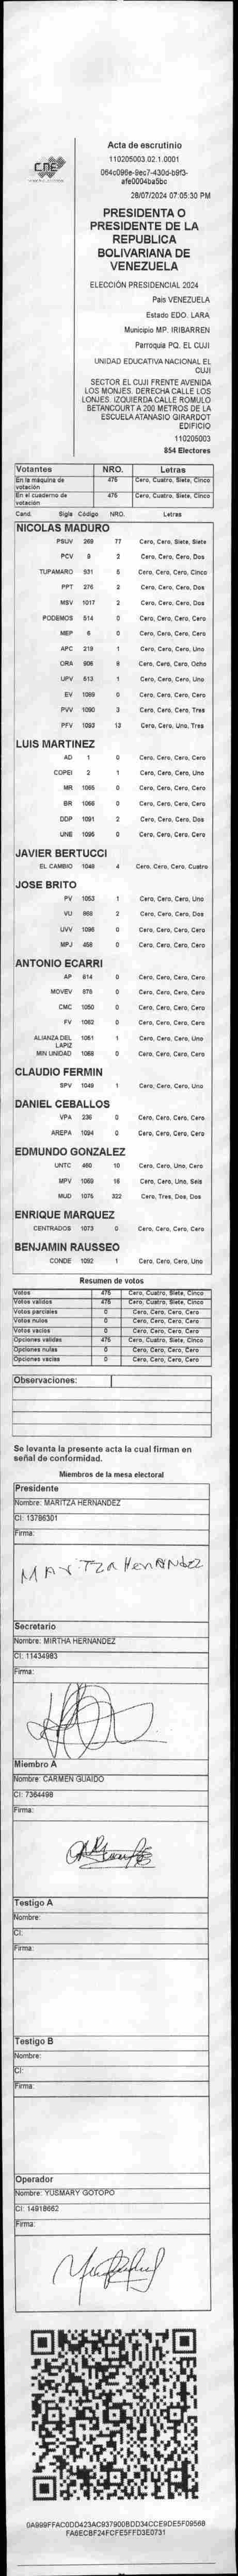 CNE
Acta de escrutinio
110205003.02.1.0001
064c096e-9ec7-430d-b9f3-
afe0004ba5bc
28/07/2024 07:05:30 PM
PRESIDENTA O
PRESIDENTE DE LA
REPUBLICA
BOLIVARIANA DE
VENEZUELA
ELECCIÓN PRESIDENCIAL 2024
País VENEZUELA
Estado EDO. LARA
Municipio MP. IRIBARREN
Parroquia PQ. EL CUJI
UNIDAD EDUCATIVA NACIONAL EL
CUJI
SECTOR EL CUJI FRENTE AVENIDA
LOS MONJES. DERECHA CALLE LOS
LONJES. IZQUIERDA CALLE ROMULO
BETANCOURT A 200 METROS DE LA
ESCUELA ATANASIO GIRARDOT
EDIFICIO
110205003
854 Electores
Votantes NRO. Letras
En la máquina de votación 475 Cero, Cuatro, Siete, Cinco
En el cuaderno de votación 475 Cero, Cuatro, Siete, Cinco
Cand. Sigla Código NRO. Letras
NICOLAS MADURO
PSUV 269 77 Cero, Cero, Siete, Siete
PCV 9 2 Cero, Cero, Cero, Dos
TUPAMARO 531 5 Cero, Cero, Cero, Cinco
PPT 276 2 Cero, Cero, Cero, Dos
MSV 1017 2 Cero, Cero, Cero, Dos
PODEMOS 514 0 Cero, Cero, Cero, Cero
MEP 6 0 Cero, Cero, Cero, Cero
APC 219 1 Cero, Cero, Cero, Uno
ORA 906 8 Cero, Cero, Cero, Ocho
UPV 513 1 Cero, Cero, Cero, Uno
EV 1089 0 Cero, Cero, Cero, Cero
PVV 1090 3 Cero, Cero, Cero, Tres
PFV 1093 13 Cero, Cero, Uno, Tres
LUIS MARTINEZ
AD 1 0 Cero, Cero, Cero, Cero
COPEI 2 1 Cero, Cero, Cero, Uno
MR 1065 0 Cero, Cero, Cero, Cero
BR 1066 0 Cero, Cero, Cero, Cero
DDP 1091 2 Cero, Cero, Cero, Dos
UNE 1095 0 Cero, Cero, Cero, Cero
JAVIER BERTUCCI
EL CAMBIO 1048 4 Cero, Cero, Cero, Cuatro
JOSE BRITO
PV 1053 1 Cero, Cero, Cero, Uno
VU 868 2 Cero, Cero, Cero, Dos
UVV 1096 0 Cero, Cero, Cero, Cero
MPJ 458 0 Cero, Cero, Cero, Cero
ANTONIO ECARRI
AP 814 0 Cero, Cero, Cero, Cero
MOVEV 876 0 Cero, Cero, Cero, Cero
CMC 1050 0 Cero, Cero, Cero, Cero
FV 1062 0 Cero, Cero, Cero, Cero
ALIANZA DEL LAPIZ 1051 1 Cero, Cero, Cero, Uno
MIN UNIDAD 1068 0 Cero, Cero, Cero, Cero
CLAUDIO FERMIN
SPV 1049 1 Cero, Cero, Cero, Uno
DANIEL CEBALLOS
VPA 236 0 Cero, Cero, Cero, Cero
AREPA 1094 0 Cero, Cero, Cero, Cero
EDMUNDO GONZALEZ
UNTC 460 10 Cero, Cero, Uno, Cero
MPV 1069 16 Cero, Cero, Uno, Seis
MUD 1075 322 Cero, Tres, Dos, Dos
ENRIQUE MARQUEZ
CENTRADOS 1073 0 Cero, Cero, Cero, Cero
BENJAMIN RAUSSEO
CONDE 1092 1 Cero, Cero, Cero, Uno
Resumen de votos
Votos 475 Cero, Cuatro, Siete, Cinco
Votos validos 475 Cero, Cuatro, Siete, Cinco
Votos parciales 0 Cero, Cero, Cero, Cero
Votos nulos 0 Cero, Cero, Cero, Cero
Votos vacios 0 Cero, Cero, Cero, Cero
Opciones validas 475 Cero, Cuatro, Siete, Cinco
Opciones nulas 0 Cero, Cero, Cero, Cero
Opciones vacias 0 Cero, Cero, Cero, Cero
Observaciones:
Se levanta la presente acta la cual firman en
señal de conformidad.
Miembros de la mesa electoral
Presidente
Nombre: MARITZA HERNANDEZ
CI: 13786301
Firma:
MARITZA HERNANDEZ
Secretario
Nombre: MIRTHA HERNANDEZ
CI: 11434983
Firma:
Miembro A
Nombre: CARMEN GUAIDO
CI: 7364498
Firma:
Testigo A
Nombre:
CI:
Firma:
Testigo B
Nombre:
CI:
Firma:
Operador
Nombre: YUSMARY GOTOPO
CI: 14918662
Firma:
0A999FFAC0DD423AC937900BDD34CCE9DE5F09568
FA6ECBF24FCFE5FFD3E0731